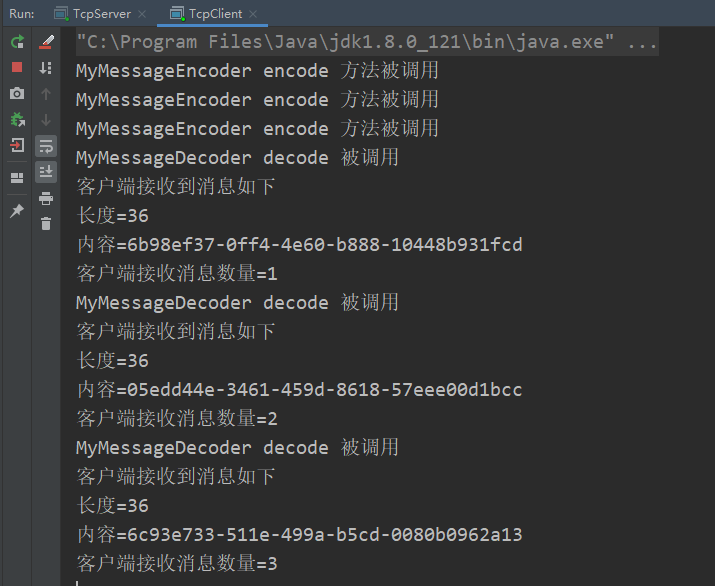 Run: TcpServer × TcpClient ×
"C:\Program Files\Java\jdk1.8.0_121\bin\java.exe" ...
MyMessageEncoder encode 方法被调用
MyMessageEncoder encode 方法被调用
MyMessageEncoder encode 方法被调用
MyMessageDecoder decode 被调用
客户端接收到消息如下
长度=36
内容=6b98ef37-0ff4-4e60-b888-10448b931fcd
客户端接收消息数量=1
MyMessageDecoder decode 被调用
客户端接收到消息如下
长度=36
内容=05edd44e-3461-459d-8618-57eee00d1bcc
客户端接收消息数量=2
MyMessageDecoder decode 被调用
客户端接收到消息如下
长度=36
内容=6c93e733-511e-499a-b5cd-0080b0962a13
客户端接收消息数量=3